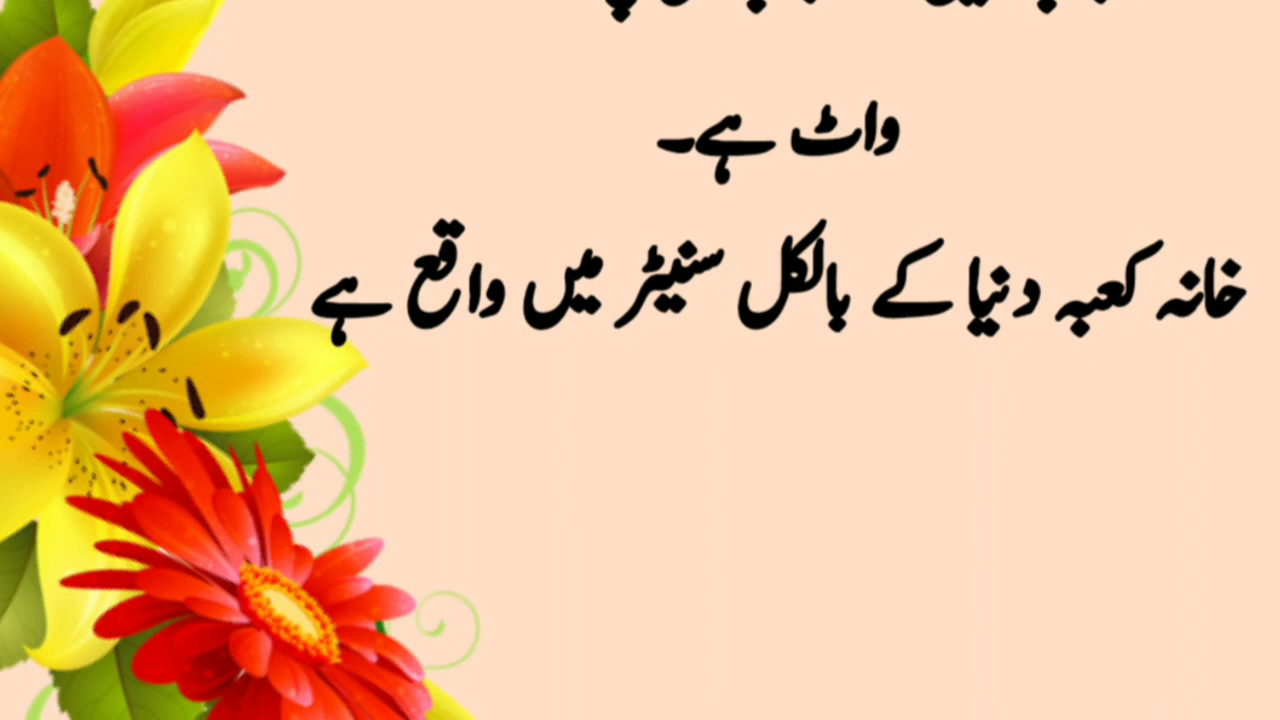 واٹ ہے۔
خانہ کعبہ دنیا کے بالکل سنیٹر میں واقع ہے